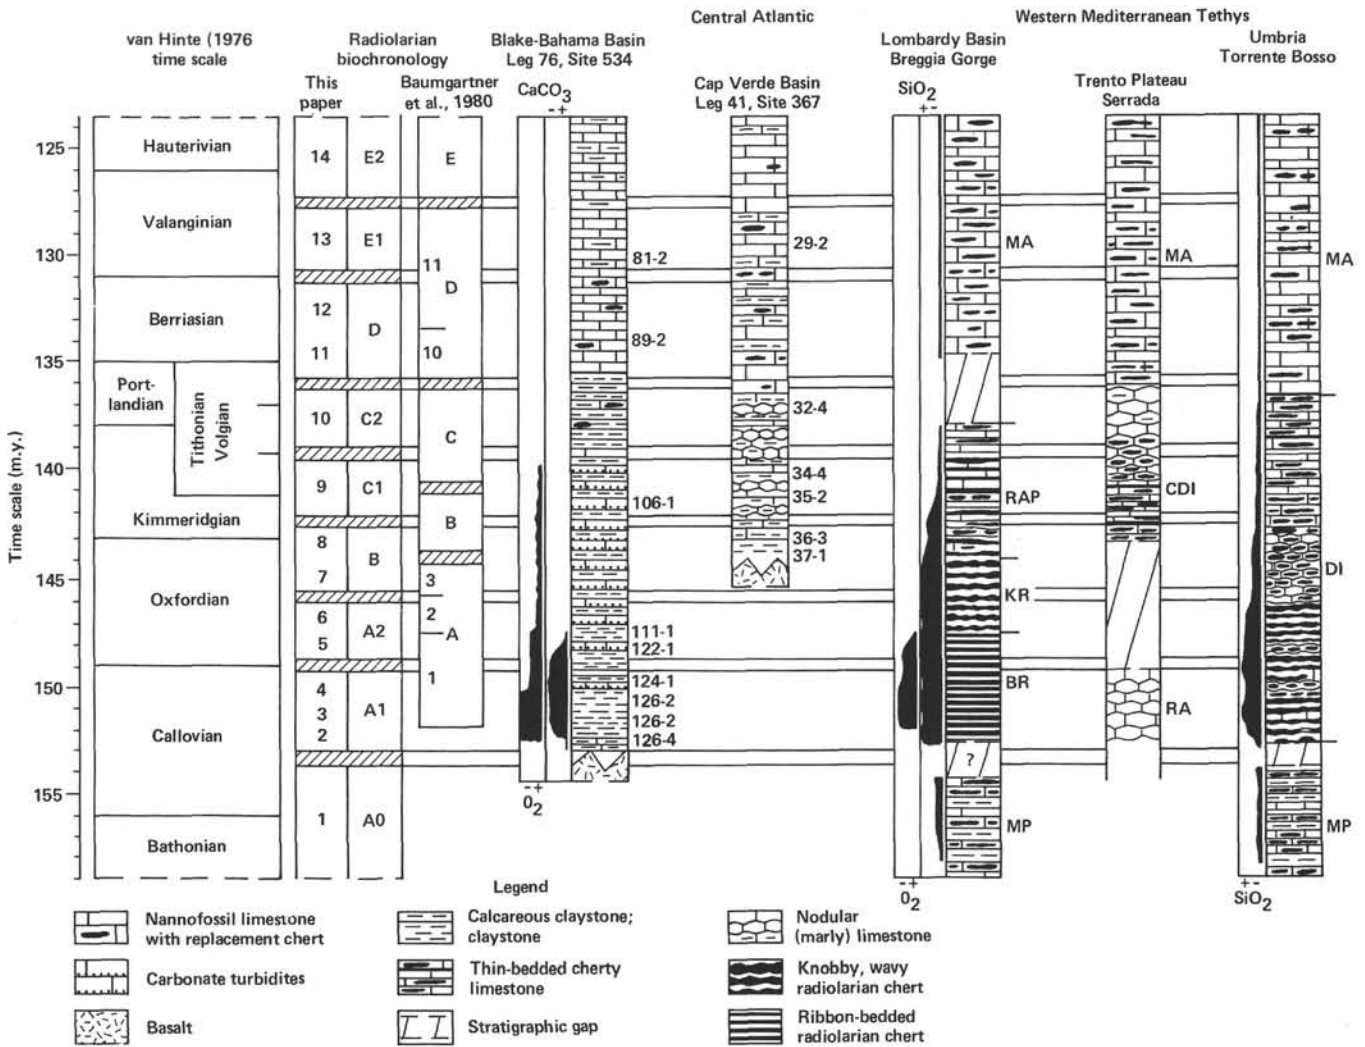 Central Atlantic
Western Mediterranean Tethys
van Hinte (1976
time scale)
Radiolarian
biochronology
This
paper
Baumgartner
et al., 1980
Blake-Bahama Basin
Leg 76, Site 534
CaCO3
-+
Cap Verde Basin
Leg 41, Site 367
Lombardy Basin
Breggia Gorge
SiO2
+-
Trento Plateau
Serrada
Umbria
Torrente Bosso
Time scale (m.y.)
125
130
135
140
145
150
155
Hauterivian
Valanginian
Berriasian
Port-
landian
Tithonian
Volgian
Kimmeridgian
Oxfordian
Callovian
Bathonian
14
13
12
11
10
9
8
7
6
5
4
3
2
1
E2
E1
D
C2
C1
B
A2
A1
A0
E
11
D
10
C
B
3
2
A
1
81-2
89-2
106-1
111-1
122-1
124-1
126-2
126-2
126-4
-+
O2
29-2
32-4
34-4
35-2
36-3
37-1
MA
RAP
KR
BR
?
MP
-+
O2
MA
CDI
RA
MA
DI
MP
+-
SiO2
Legend
Nannofossil limestone
with replacement chert
Carbonate turbidites
Basalt
Calcareous claystone;
claystone
Thin-bedded cherty
limestone
Stratigraphic gap
Nodular
(marly) limestone
Knobby, wavy
radiolarian chert
Ribbon-bedded
radiolarian chert